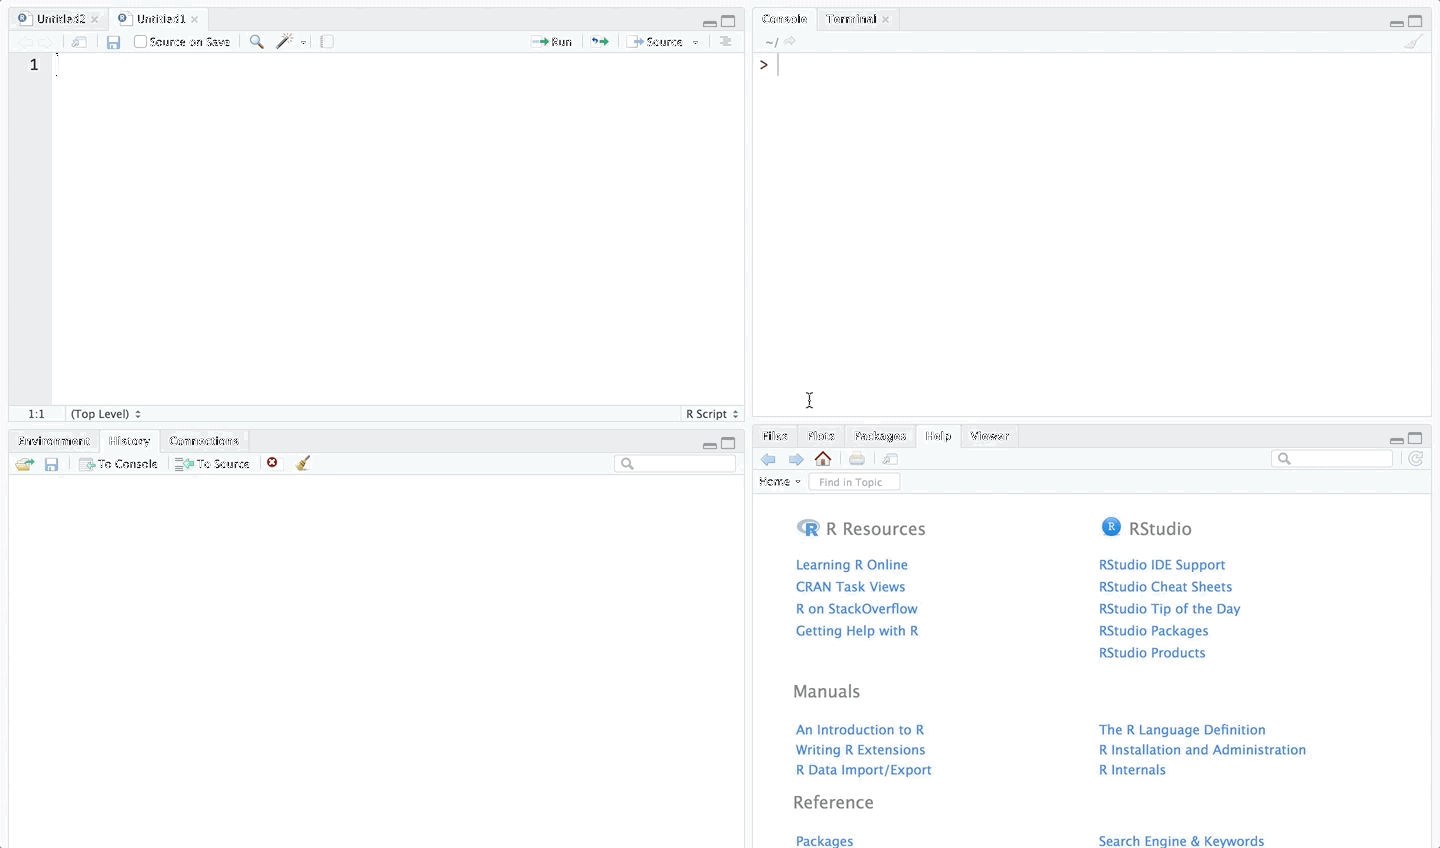 Untitled2
Untitled1
Source on Save
Run
Source
1
1:1
(Top Level)
R Script
Console
Terminal
~/
>
Environment
History
Connections
To Console
To Source
Files
Plots
Packages
Help
Viewer
Home
Find in Topic
R Resources
Learning R Online
CRAN Task Views
R on StackOverflow
Getting Help with R
RStudio
RStudio IDE Support
RStudio Cheat Sheets
RStudio Tip of the Day
RStudio Packages
RStudio Products
Manuals
An Introduction to R
Writing R Extensions
R Data Import/Export
The R Language Definition
R Installation and Administration
R Internals
Reference
Packages
Search Engine & Keywords